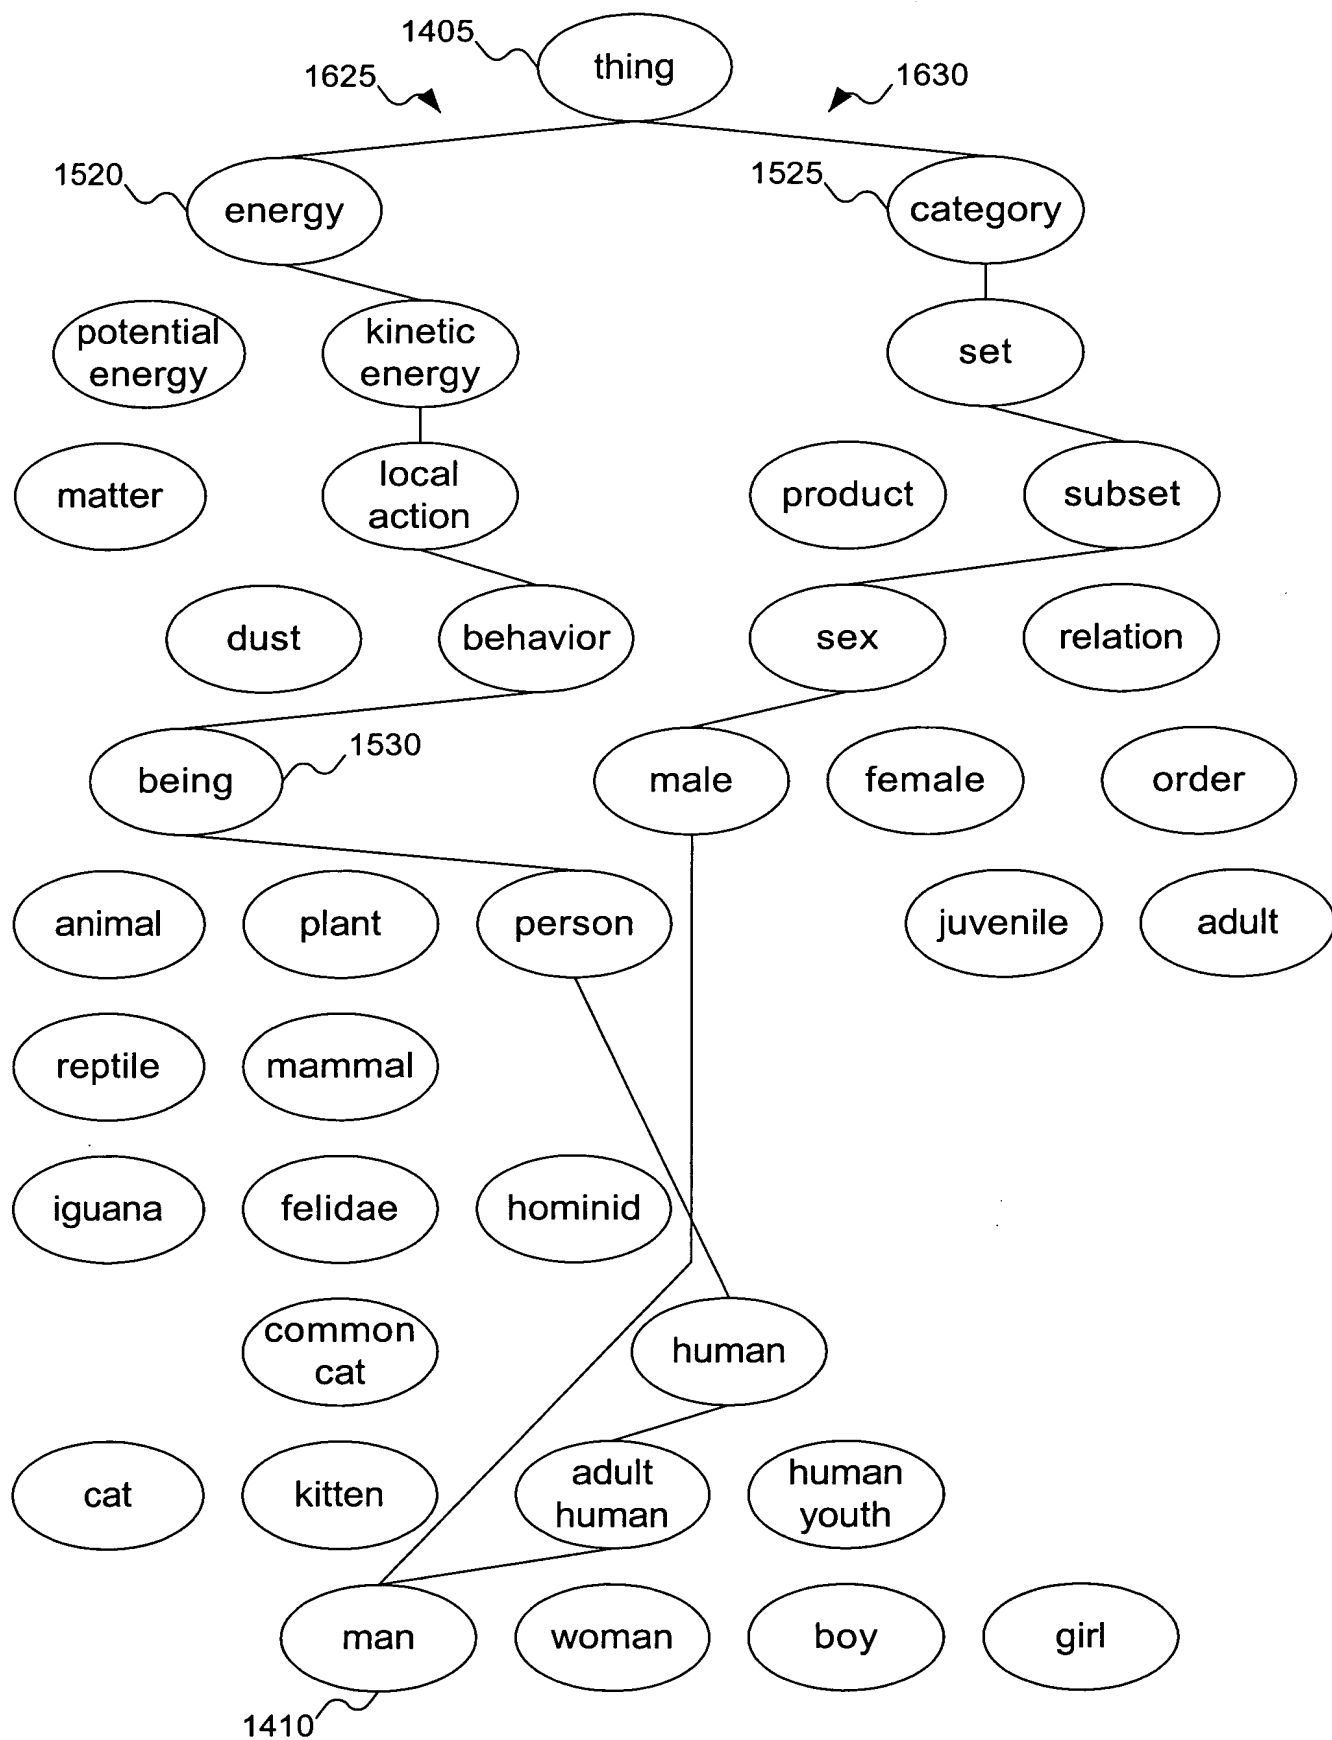 1405
thing
1625
1630
1520
energy
1525
category
potential
energy
kinetic
energy
set
matter
local
action
product
subset
dust
behavior
sex
relation
being
1530
male
female
order
animal
plant
person
juvenile
adult
reptile
mammal
iguana
felidae
hominid
common
cat
human
cat
kitten
adult
human
human
youth
man
woman
boy
girl
1410